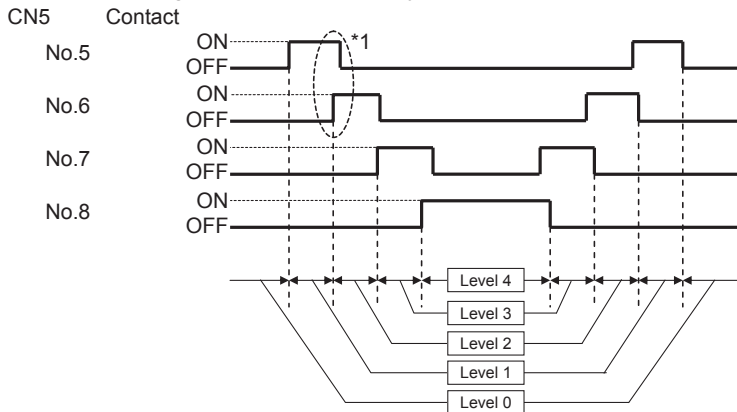 CN5 Contact
No.5 ON *1
OFF
No.6 ON
OFF
No.7 ON
OFF
No.8 ON
OFF
Level 4
Level 3
Level 2
Level 1
Level 0